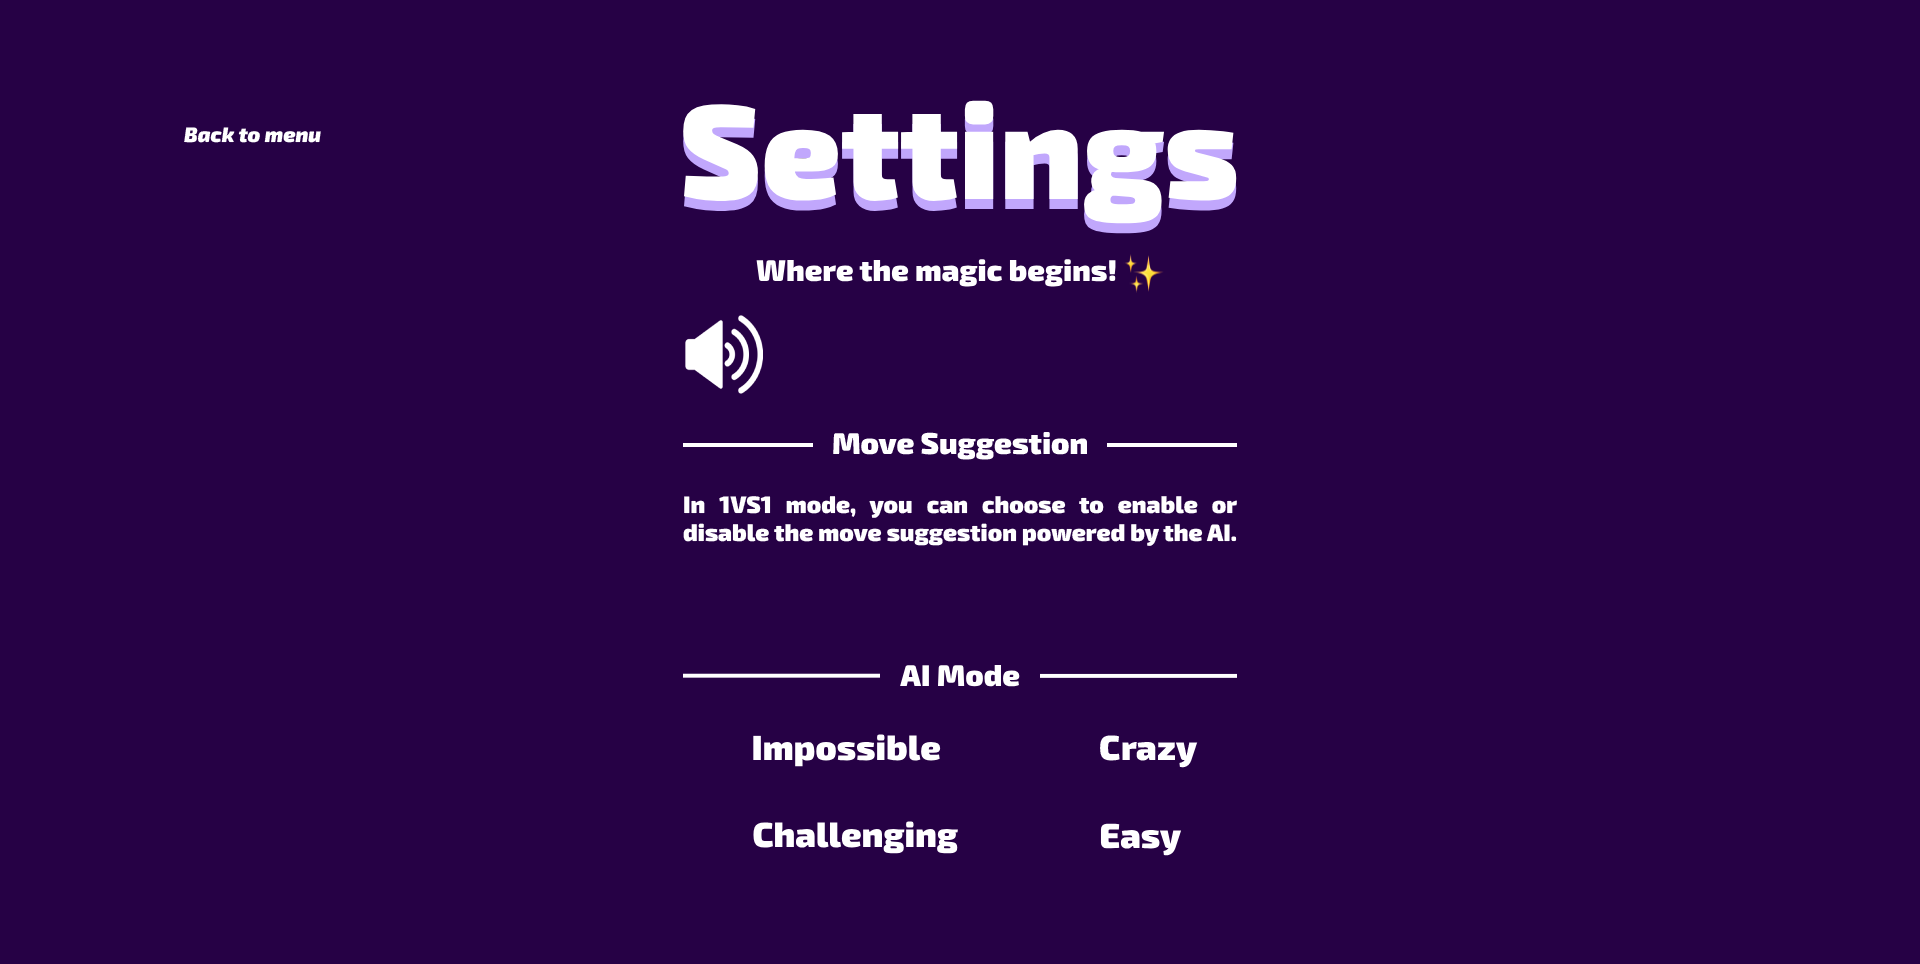 Back to menu
Settings
Where the magic begins! ✨
Move Suggestion
In 1VS1 mode, you can choose to enable or
disable the move suggestion powered by the AI.
AI Mode
Impossible
Crazy
Challenging
Easy